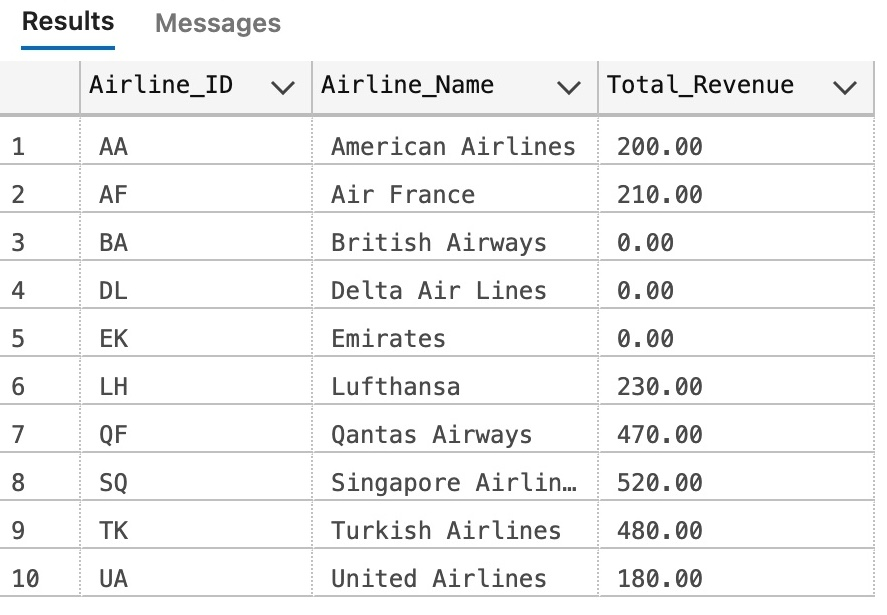 Results Messages
Airline_ID Airline_Name Total_Revenue
1 AA American Airlines 200.00
2 AF Air France 210.00
3 BA British Airways 0.00
4 DL Delta Air Lines 0.00
5 EK Emirates 0.00
6 LH Lufthansa 230.00
7 QF Qantas Airways 470.00
8 SQ Singapore Airlin… 520.00
9 TK Turkish Airlines 480.00
10 UA United Airlines 180.00